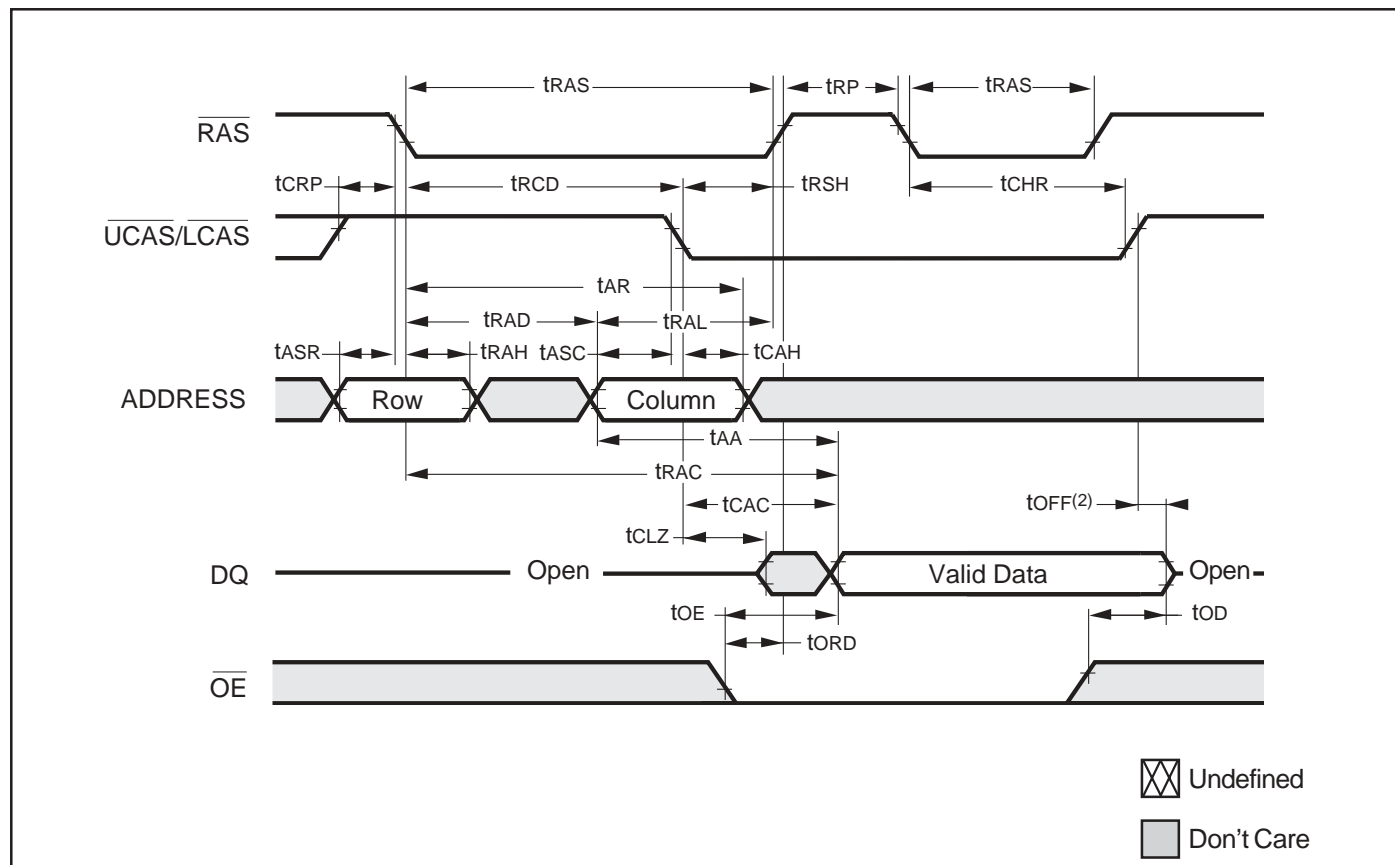 tRAS tRP tRAS
RAS
tCRP tRCD tRSH tCHR
UCAS/LCAS
tAR
tRAD tRAL
tASR tRAH tASC tCAH
ADDRESS Row Column
tAA
tRAC
tCAC tOFF(2)
tCLZ
DQ Open Valid Data Open
tOE tOD
tORD
OE
Undefined
Don't Care